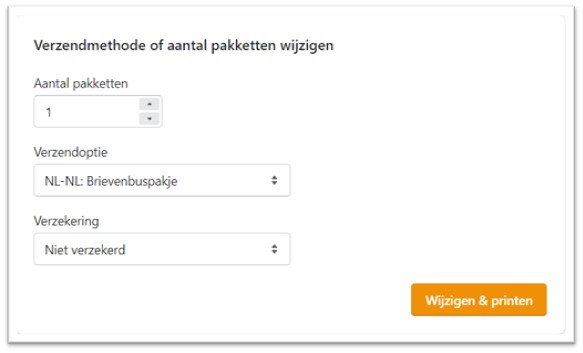 Verzendmethode of aantal pakketten wijzigen
Aantal pakketten
1
Verzendoptie
NL-NL: Brievenbuspakje
Verzekering
Niet verzekerd
Wijzigen & printen